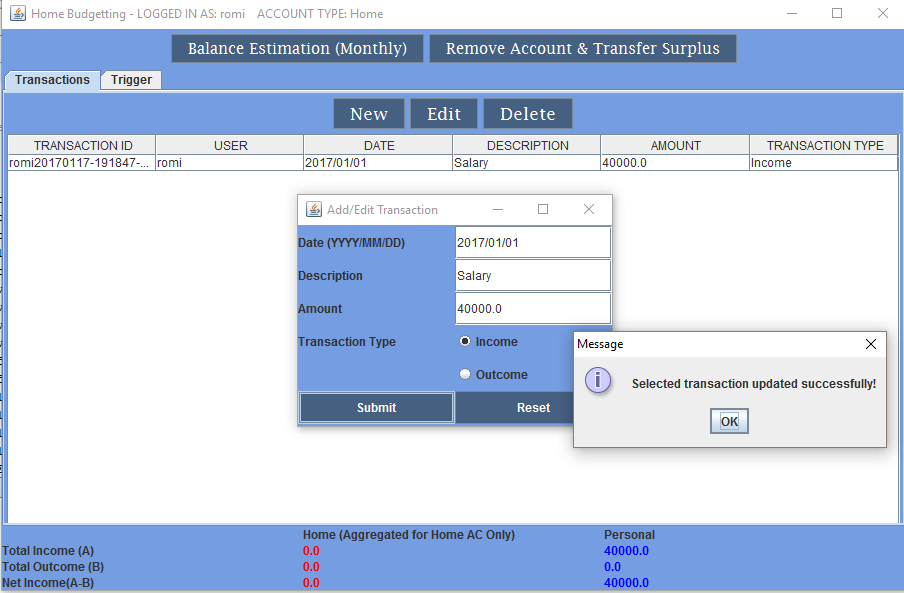 Home Budgetting - LOGGED IN AS: romi ACCOUNT TYPE: Home
Balance Estimation (Monthly) Remove Account & Transfer Surplus
Transactions Trigger
New Edit Delete
TRANSACTION ID USER DATE DESCRIPTION AMOUNT TRANSACTION TYPE
romi20170117-191847-... romi 2017/01/01 Salary 40000.0 Income
Add/Edit Transaction
Date (YYYY/MM/DD) 2017/01/01
Description Salary
Amount 40000.0
Transaction Type Income
Outcome
Submit Reset
Message
Selected transaction updated successfully!
OK
Home (Aggregated for Home AC Only) Personal
Total Income (A) 0.0 40000.0
Total Outcome (B) 0.0 0.0
Net Income(A-B) 0.0 40000.0